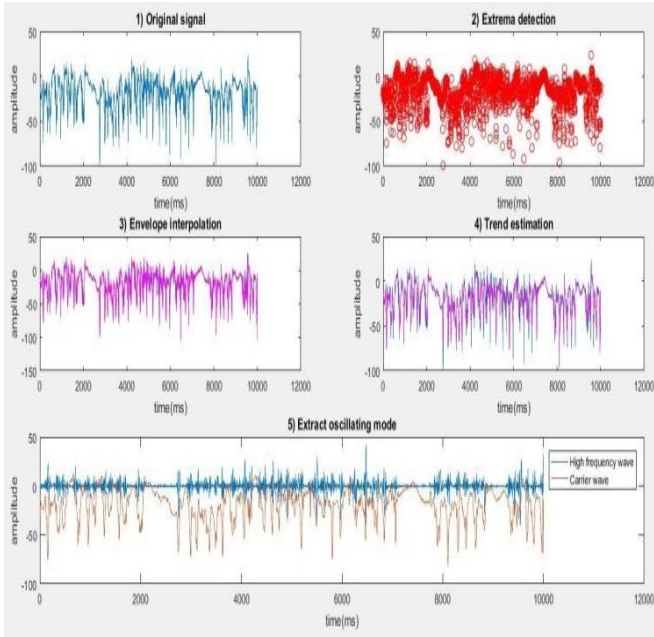 1) Original signal
50
0
-50
-100
amplitude
0 2000 4000 6000 8000 10000 12000
time(ms)
2) Extrema detection
50
0
-50
-100
amplitude
0 2000 4000 6000 8000 10000 12000
time(ms)
3) Envelope interpolation
50
0
-50
-100
-150
amplitude
0 2000 4000 6000 8000 10000 12000
time(ms)
4) Trend estimation
50
0
-50
-100
amplitude
0 2000 4000 6000 8000 10000 12000
time(ms)
5) Extract oscillating mode
50
0
-50
-100
amplitude
High frequency wave
Carrier wave
0 2000 4000 6000 8000 10000 12000
time(ms)